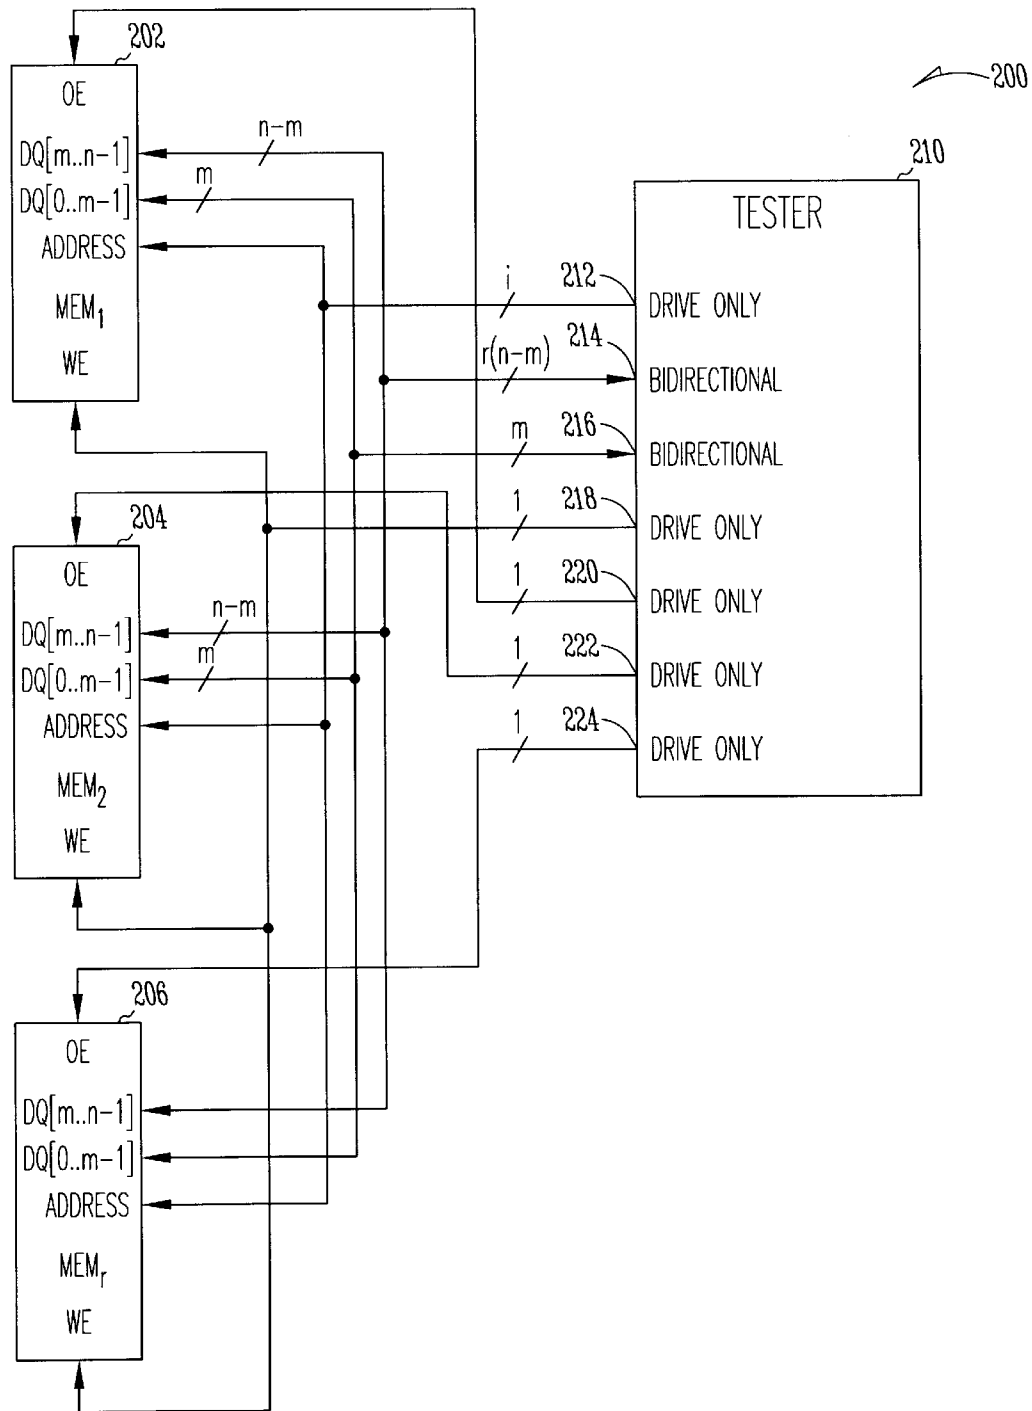 200
202
OE
DQ[m..n-1]
DQ[0..m-1]
ADDRESS
MEM1
WE
n-m
m
210
TESTER
i
212
DRIVE ONLY
r(n-m)
214
BIDIRECTIONAL
m
216
BIDIRECTIONAL
1
218
DRIVE ONLY
1
220
DRIVE ONLY
1
222
DRIVE ONLY
1
224
DRIVE ONLY
204
OE
DQ[m..n-1]
DQ[0..m-1]
ADDRESS
MEM2
WE
n-m
m
206
OE
DQ[m..n-1]
DQ[0..m-1]
ADDRESS
MEMr
WE